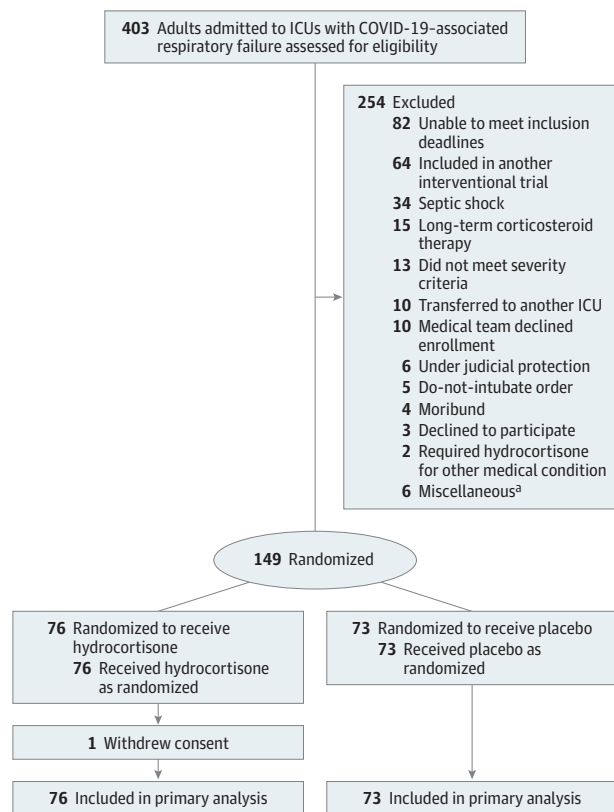 403 Adults admitted to ICUs with COVID-19–associated
respiratory failure assessed for eligibility
254 Excluded
82 Unable to meet inclusion
deadlines
64 Included in another
interventional trial
34 Septic shock
15 Long-term corticosteroid
therapy
13 Did not meet severity
criteria
10 Transferred to another ICU
10 Medical team declined
enrollment
6 Under judicial protection
5 Do-not-intubate order
4 Moribund
3 Declined to participate
2 Required hydrocortisone
for other medical condition
6 Miscellaneousᵃ
149 Randomized
76 Randomized to receive
hydrocortisone
76 Received hydrocortisone
as randomized
73 Randomized to receive placebo
73 Received placebo as
randomized
1 Withdrew consent
76 Included in primary analysis
73 Included in primary analysis